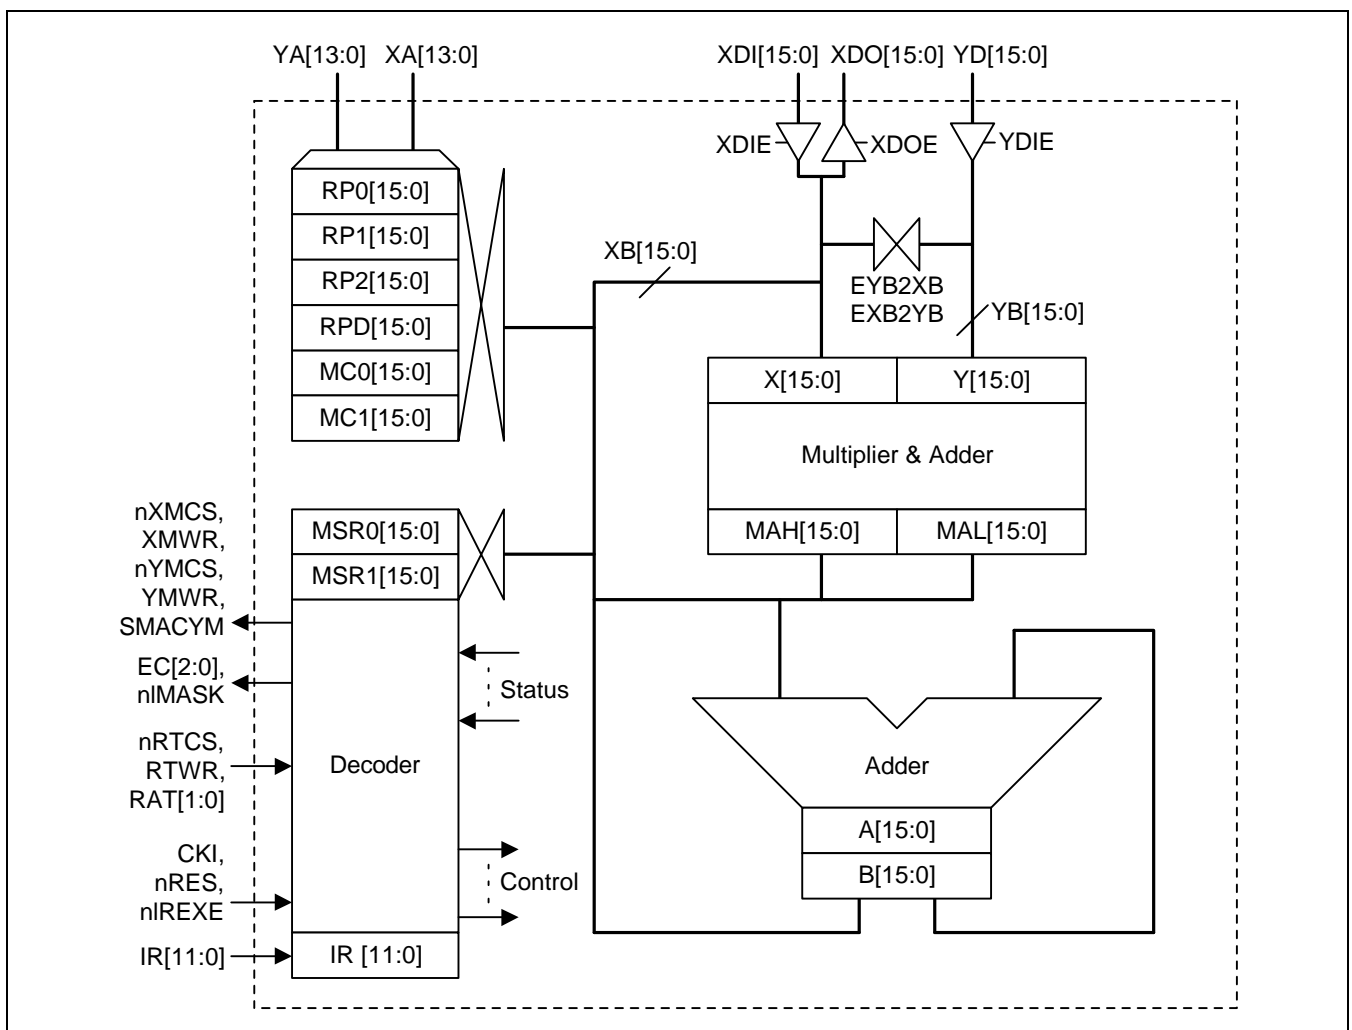 YA[13:0] XA[13:0] XDI[15:0] XDO[15:0] YD[15:0]
XDIE XDOE YDIE
RP0[15:0]
RP1[15:0]
RP2[15:0]
RPD[15:0]
MC0[15:0]
MC1[15:0]
XB[15:0]
EYB2XB
EXB2YB
YB[15:0]
X[15:0] Y[15:0]
Multiplier & Adder
MAH[15:0] MAL[15:0]
nXMCS,
XMWR,
nYMCS,
YMWR,
SMACYM
EC[2:0],
nIMASK
nRTCS,
RTWR,
RAT[1:0]
CKI,
nRES,
nIREXE
IR[11:0]
MSR0[15:0]
MSR1[15:0]
Status
Decoder
Control
IR [11:0]
Adder
A[15:0]
B[15:0]